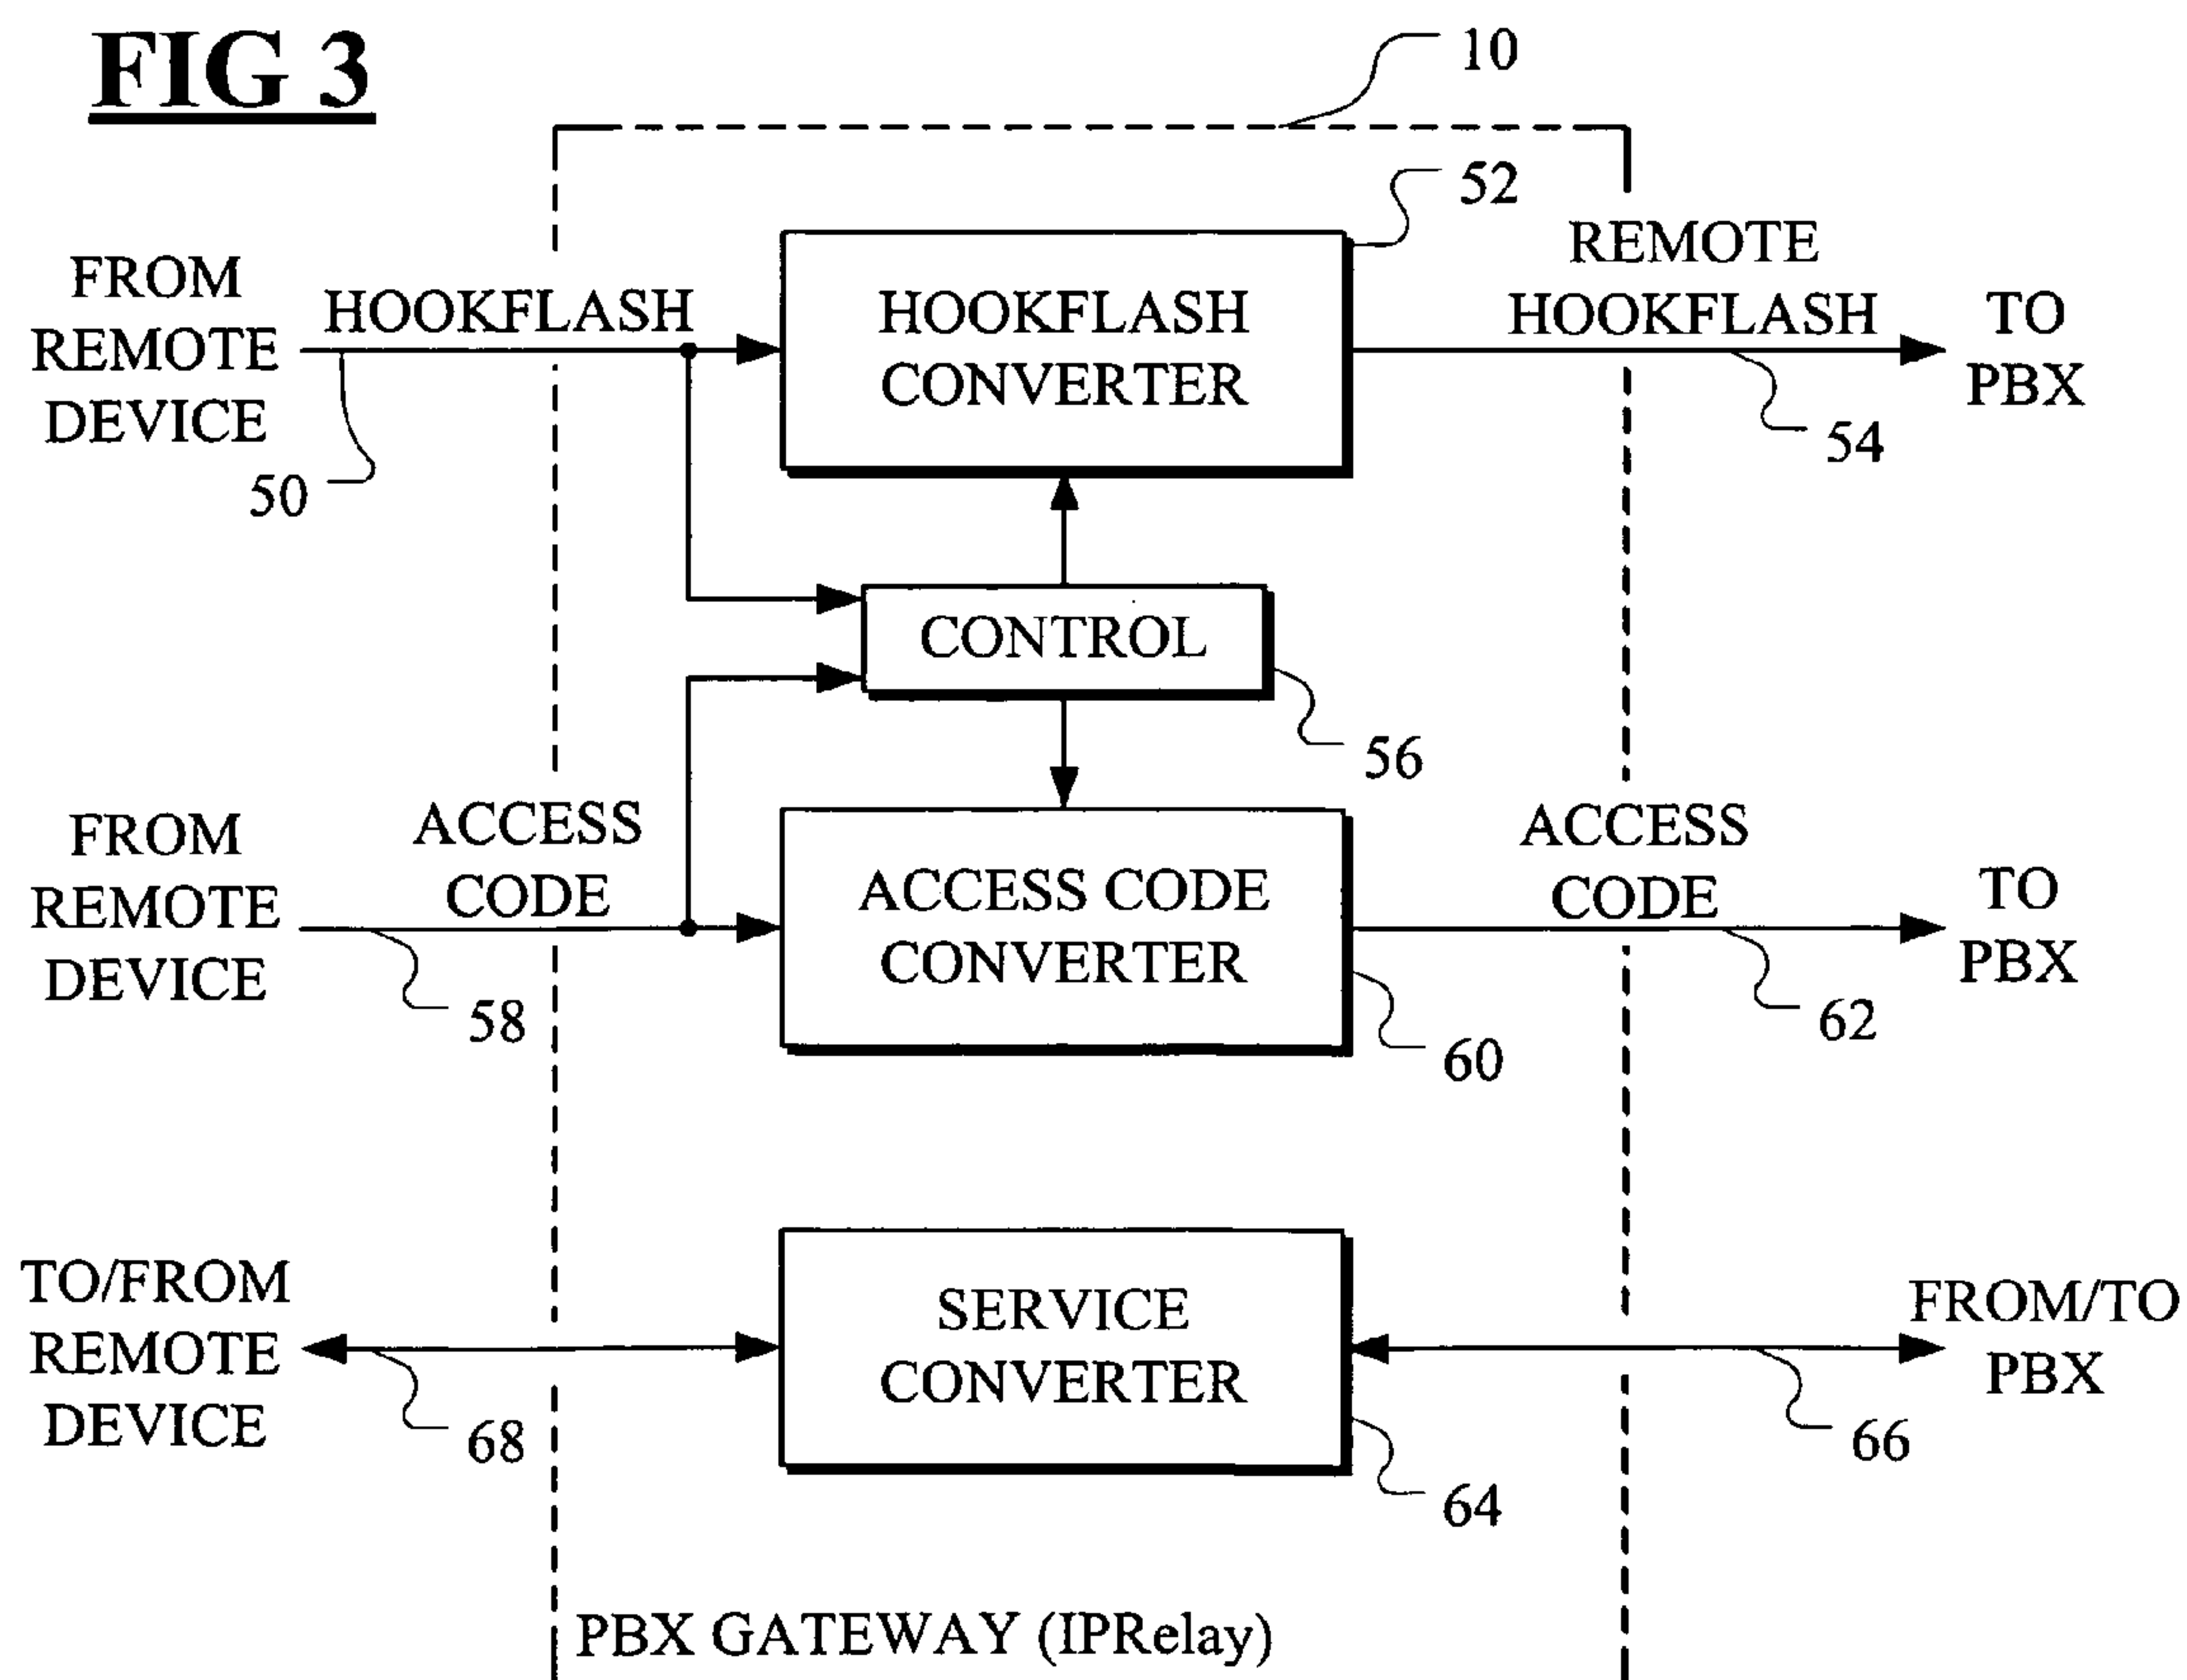 FIG 3
10
52
FROM
REMOTE
DEVICE
HOOKFLASH
50
HOOKFLASH
CONVERTER
REMOTE
HOOKFLASH
TO
PBX
54
CONTROL
56
FROM
REMOTE
DEVICE
ACCESS
CODE
58
ACCESS CODE
CONVERTER
60
ACCESS
CODE
TO
PBX
62
TO/FROM
REMOTE
DEVICE
68
SERVICE
CONVERTER
64
FROM/TO
PBX
66
PBX GATEWAY (IPRelay)